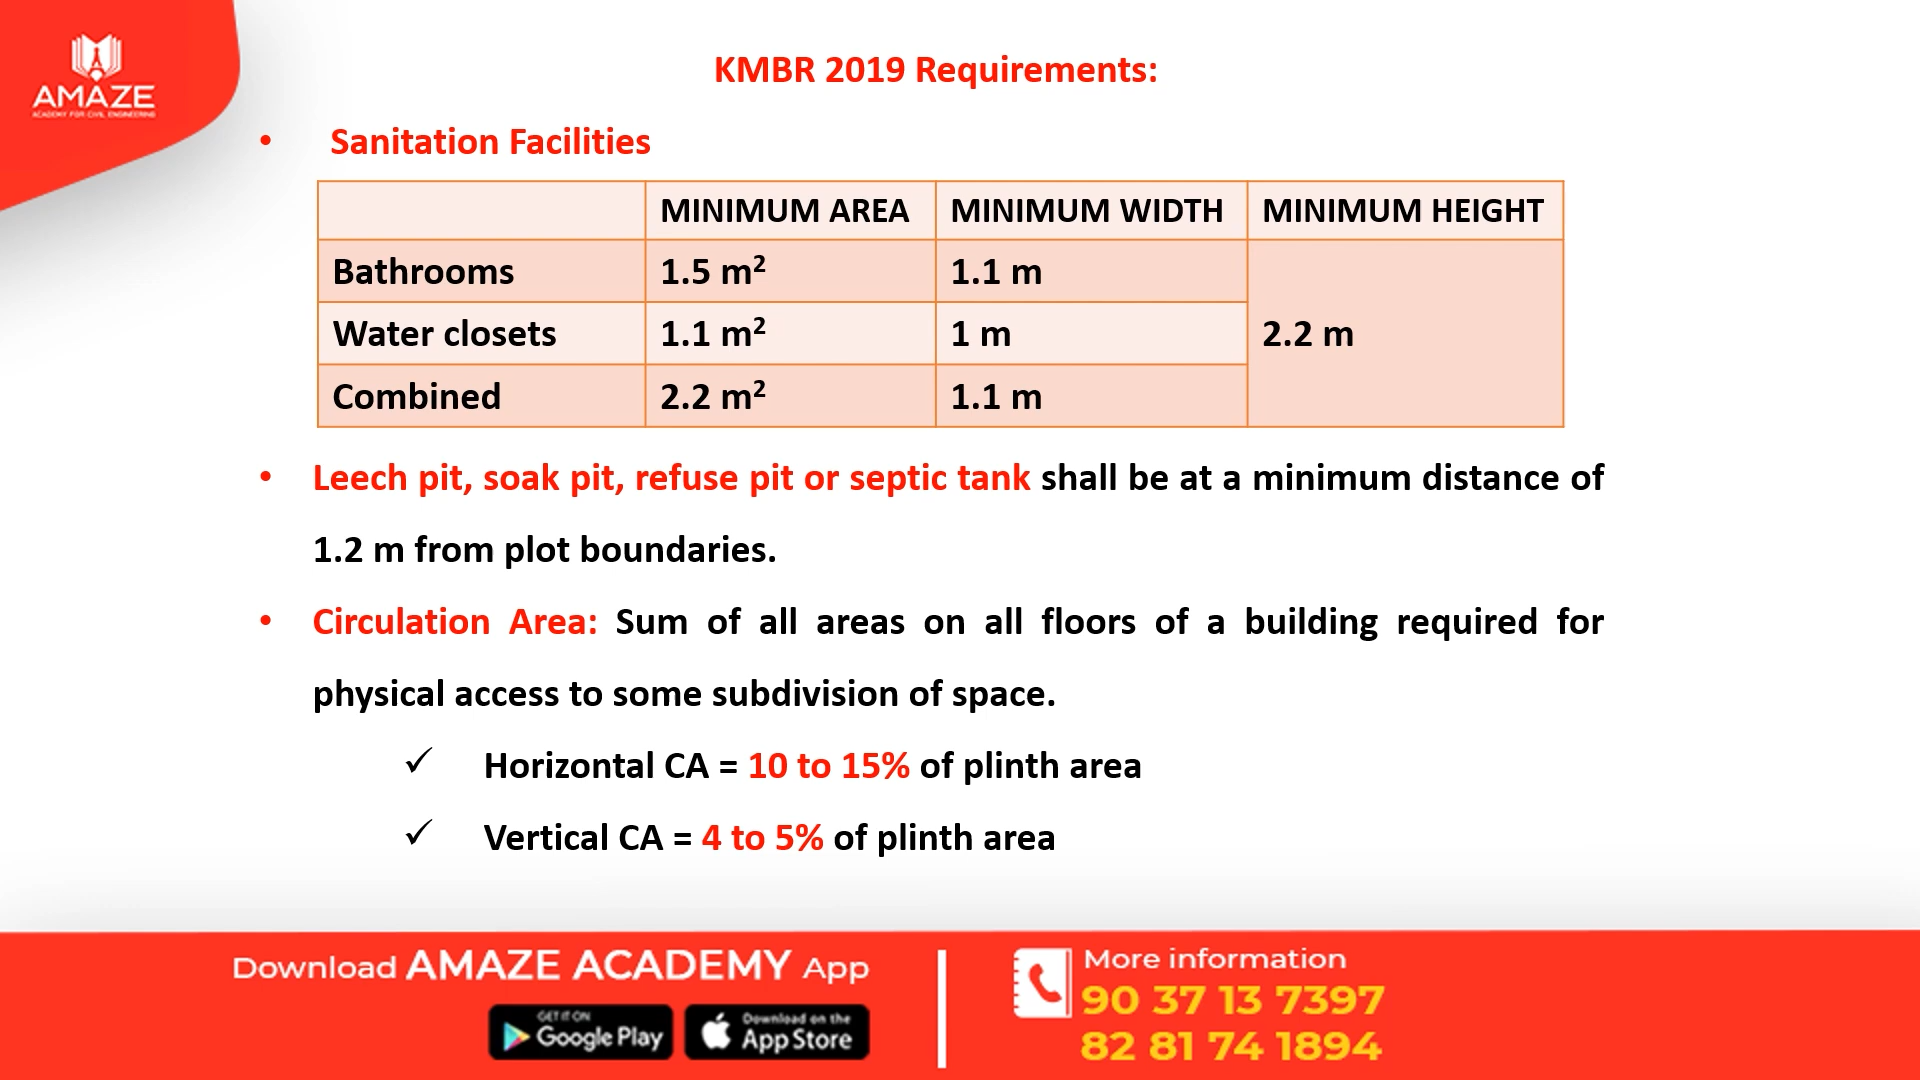 AMAZE
ACADEMY FOR CIVIL ENGINEERING
KMBR 2019 Requirements:
• Sanitation Facilities
MINIMUM AREA MINIMUM WIDTH MINIMUM HEIGHT
Bathrooms 1.5 m² 1.1 m
Water closets 1.1 m² 1 m 2.2 m
Combined 2.2 m² 1.1 m
• Leech pit, soak pit, refuse pit or septic tank shall be at a minimum distance of
1.2 m from plot boundaries.
• Circulation Area: Sum of all areas on all floors of a building required for
physical access to some subdivision of space.
✓ Horizontal CA = 10 to 15% of plinth area
✓ Vertical CA = 4 to 5% of plinth area
Download AMAZE ACADEMY App
GET IT ON
Google Play
Download on the
App Store
More information
90 37 13 7397
82 81 74 1894